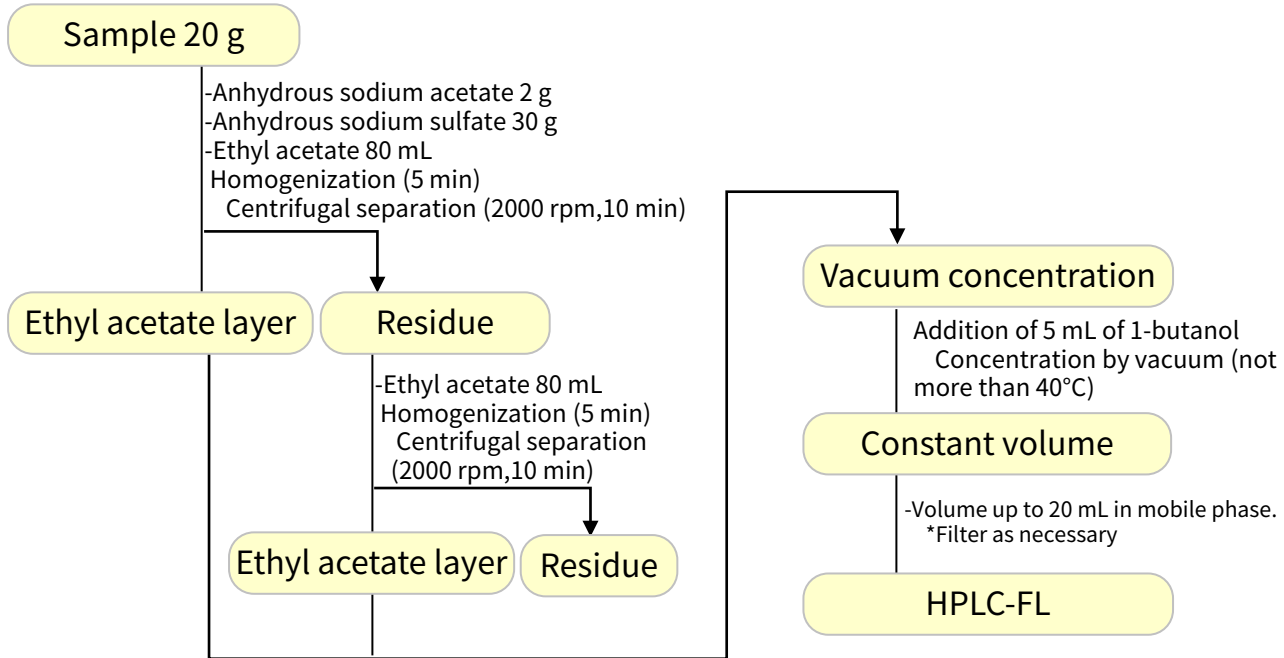 Sample 20 g
-Anhydrous sodium acetate 2 g
-Anhydrous sodium sulfate 30 g
-Ethyl acetate 80 mL
Homogenization (5 min)
Centrifugal separation (2000 rpm,10 min)
Ethyl acetate layer
Residue
-Ethyl acetate 80 mL
Homogenization (5 min)
Centrifugal separation
(2000 rpm,10 min)
Ethyl acetate layer
Residue
Vacuum concentration
Addition of 5 mL of 1-butanol
Concentration by vacuum (not
more than 40°C)
Constant volume
-Volume up to 20 mL in mobile phase.
*Filter as necessary
HPLC-FL